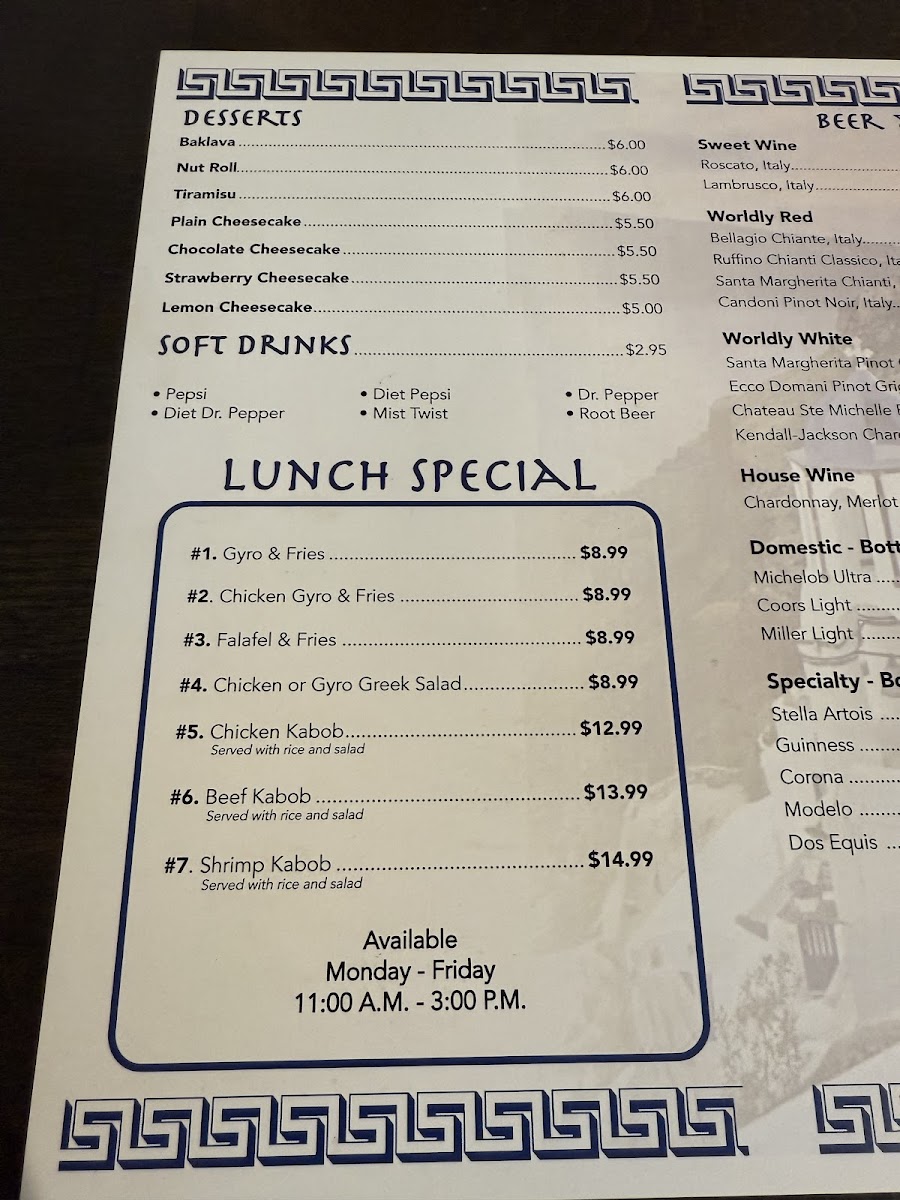 DESSERTS
Baklava $6.00
Nut Roll $6.00
Tiramisu $6.00
Plain Cheesecake $5.50
Chocolate Cheesecake $5.50
Strawberry Cheesecake $5.50
Lemon Cheesecake $5.00
SOFT DRINKS $2.95
• Pepsi • Diet Pepsi • Dr. Pepper
• Diet Dr. Pepper • Mist Twist • Root Beer
LUNCH SPECIAL
#1. Gyro & Fries $8.99
#2. Chicken Gyro & Fries $8.99
#3. Falafel & Fries $8.99
#4. Chicken or Gyro Greek Salad $8.99
#5. Chicken Kabob $12.99
Served with rice and salad
#6. Beef Kabob $13.99
Served with rice and salad
#7. Shrimp Kabob $14.99
Served with rice and salad
Available
Monday - Friday
11:00 A.M. - 3:00 P.M.
BEER
Sweet Wine
Roscato, Italy
Lambrusco, Italy
Worldly Red
Bellagio Chiante, Italy
Ruffino Chianti Classico,
Santa Margherita Chianti,
Candoni Pinot Noir, Italy
Worldly White
Santa Margherita Pinot
Ecco Domani Pinot
Chateau Ste Michelle
Kendall-Jackson
House Wine
Chardonnay, Merlot
Domestic -
Michelob Ultra
Coors Light
Miller Light
Specialty -
Stella Artois
Guinness
Corona
Modelo
Dos Equis